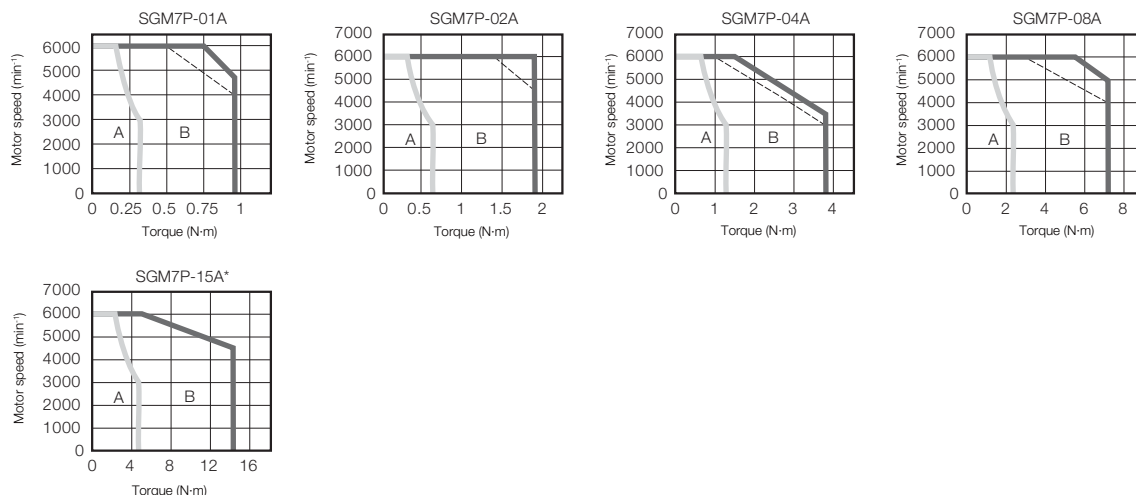 SGM7P-01A
Motor speed (min⁻¹)
6000
5000
4000
3000
2000
1000
0
A
B
0 0.25 0.5 0.75 1
Torque (N·m)
SGM7P-02A
Motor speed (min⁻¹)
7000
6000
5000
4000
3000
2000
1000
0
A
B
0 0.5 1 1.5 2
Torque (N·m)
SGM7P-04A
Motor speed (min⁻¹)
7000
6000
5000
4000
3000
2000
1000
0
A
B
0 1 2 3 4
Torque (N·m)
SGM7P-08A
Motor speed (min⁻¹)
7000
6000
5000
4000
3000
2000
1000
0
A
B
0 2 4 6 8
Torque (N·m)
SGM7P-15A*
Motor speed (min⁻¹)
7000
6000
5000
4000
3000
2000
1000
0
A
B
0 4 8 12 16
Torque (N·m)